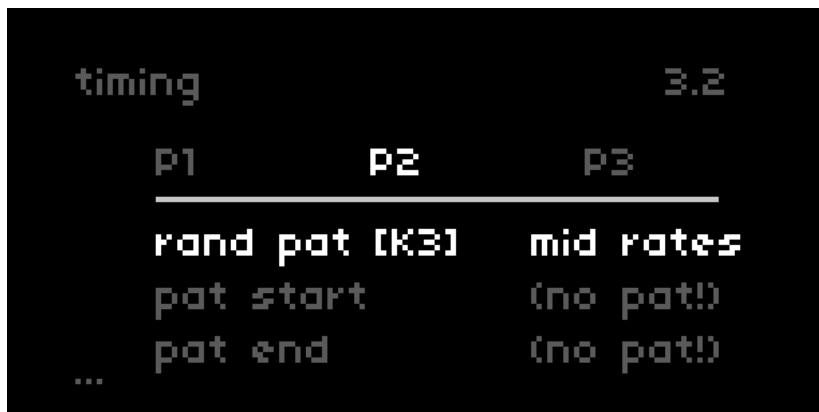 timing 3.2
P1 P2 P3
rand pat [K3] mid rates
pat start (no pat!)
pat end (no pat!)
...